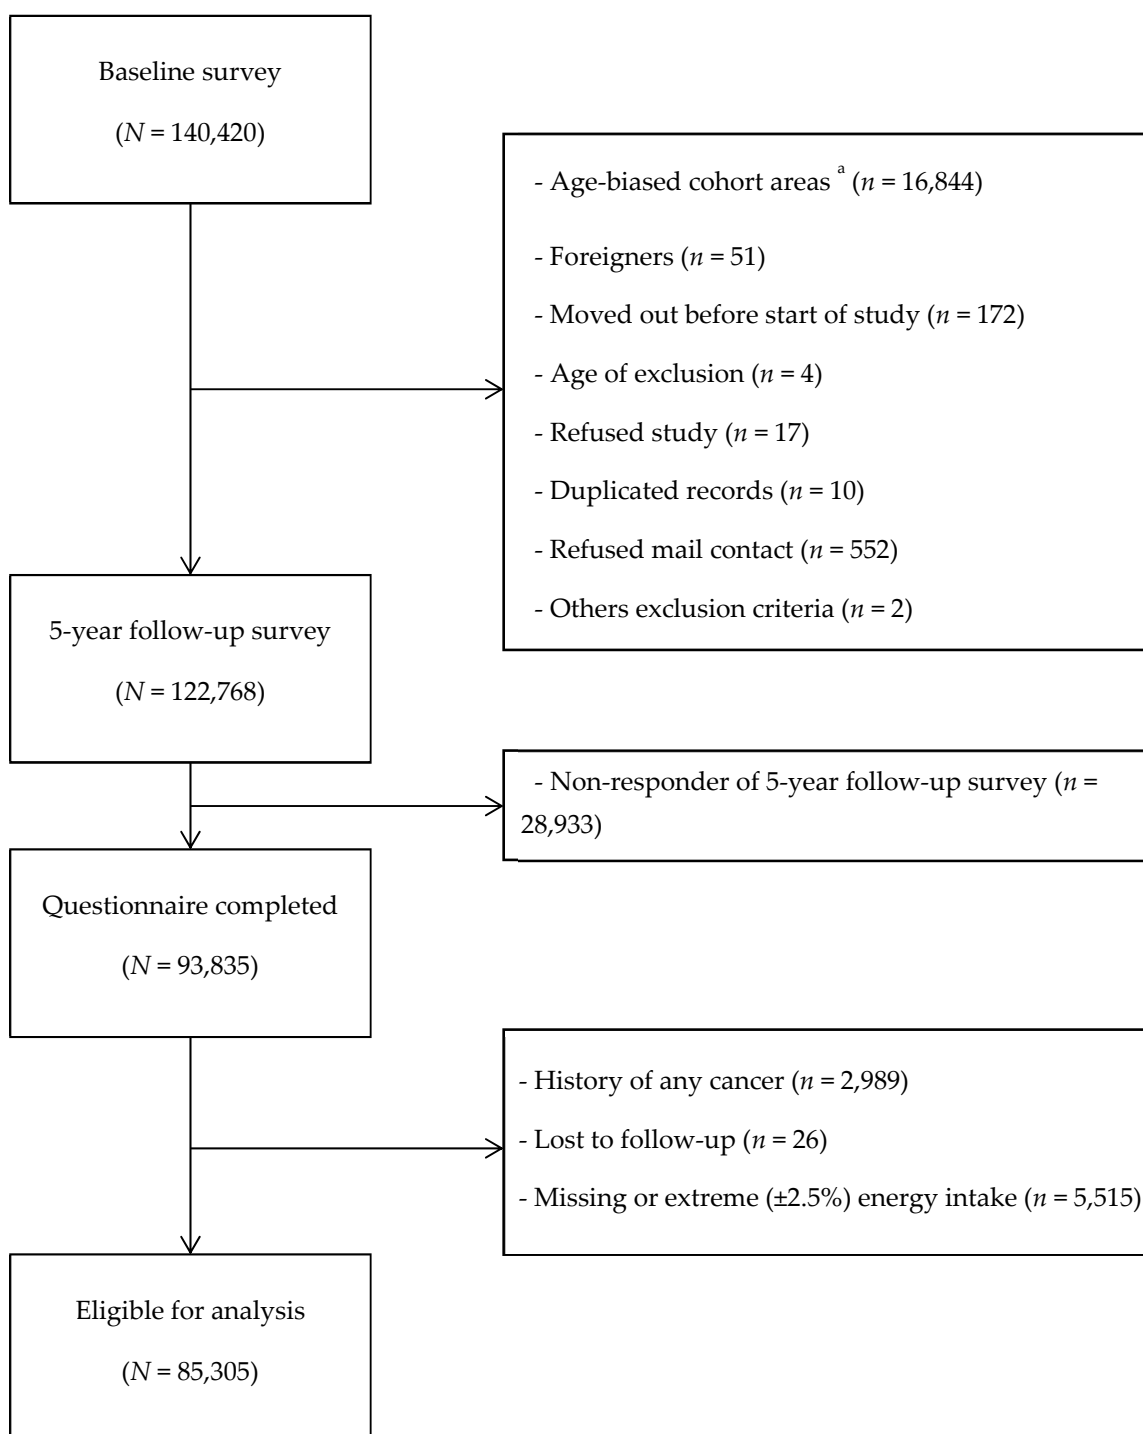 Baseline survey
(N = 140,420)
- Age-biased cohort areas ᵃ (n = 16,844)
- Foreigners (n = 51)
- Moved out before start of study (n = 172)
- Age of exclusion (n = 4)
- Refused study (n = 17)
- Duplicated records (n = 10)
- Refused mail contact (n = 552)
- Others exclusion criteria (n = 2)
5-year follow-up survey
(N = 122,768)
- Non-responder of 5-year follow-up survey (n =
28,933)
Questionnaire completed
(N = 93,835)
- History of any cancer (n = 2,989)
- Lost to follow-up (n = 26)
- Missing or extreme (±2.5%) energy intake (n = 5,515)
Eligible for analysis
(N = 85,305)